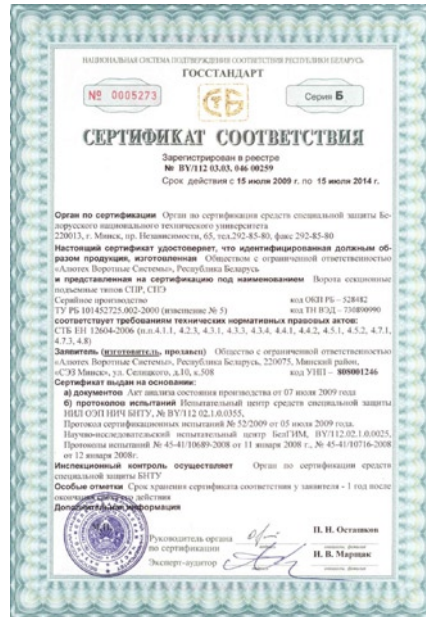 НАЦИОНАЛЬНАЯ СИСТЕМА ПОДТВЕРЖДЕНИЯ СООТВЕТСТВИЯ РЕСПУБЛИКИ БЕЛАРУСЬ
ГОССТАНДАРТ
№ 0005273
СТБ
Серия Б
СЕРТИФИКАТ СООТВЕТСТВИЯ
Зарегистрирован в реестре
№ BY/112 03.03. 046 00259
Срок действия с 15 июля 2009 г. по 15 июля 2014 г.
Орган по сертификации Орган по сертификации средств специальной защиты Бе-
лорусского национального технического университета
220013, г. Минск, пр. Независимости, 65, тел.292-85-80, факс 292-85-80
Настоящий сертификат удостоверяет, что идентифицированная должным об-
разом продукция, изготовленная Обществом с ограниченной ответственностью
«Алютех Воротные Системы», Республика Беларусь
и представленная на сертификацию под наименованием Ворота секционные
подъемные типов СПР, СПЭ
Серийное производство код ОКП РБ – 528482
ТУ РБ 101452725.002-2000 (изменение № 5) код ТН ВЭД – 730890990
соответствует требованиям технических нормативных правовых актов:
СТБ ЕН 12604-2006 (п.п.4.1.1, 4.2.3, 4.3.1, 4.3.3, 4.3.4, 4.4.1, 4.4.2, 4.5.1, 4.5.2, 4.7.1,
4.7.3, 4.8)
Заявитель (изготовитель, продавец) Общество с ограниченной ответственностью
«Алютех Воротные Системы», Республика Беларусь, 220075, Минский район,
«СЭЗ Минск», ул. Селицкого, д.10, к.508 код УНП – 808001246
Сертификат выдан на основании:
а) документов Акт анализа состояния производства от 07 июля 2009 года
б) протоколов испытаний Испытательный центр средств специальной защиты
НИЛ ОЭП НИЧ БНТУ, № BY/112 02.1.0.0355,
Протокол сертификационных испытаний № 52/2009 от 05 июля 2009 года.
Научно-исследовательский испытательный центр БелГИМ, BY/112.02.1.0.0025,
Протоколы испытаний № 45-41/10689-2008 от 11 января 2008 г., № 45-41/10716-2008
от 12 января 2008г.
Инспекционный контроль осуществляет Орган по сертификации средств
специальной защиты БНТУ
Особые отметки Срок хранения сертификата соответствия у заявителя - 1 год после
окончания срока его действия
Дополнительная информация
Руководитель органа П. Н. Осташков
по сертификации
Эксперт-аудитор Н. В. Марщак